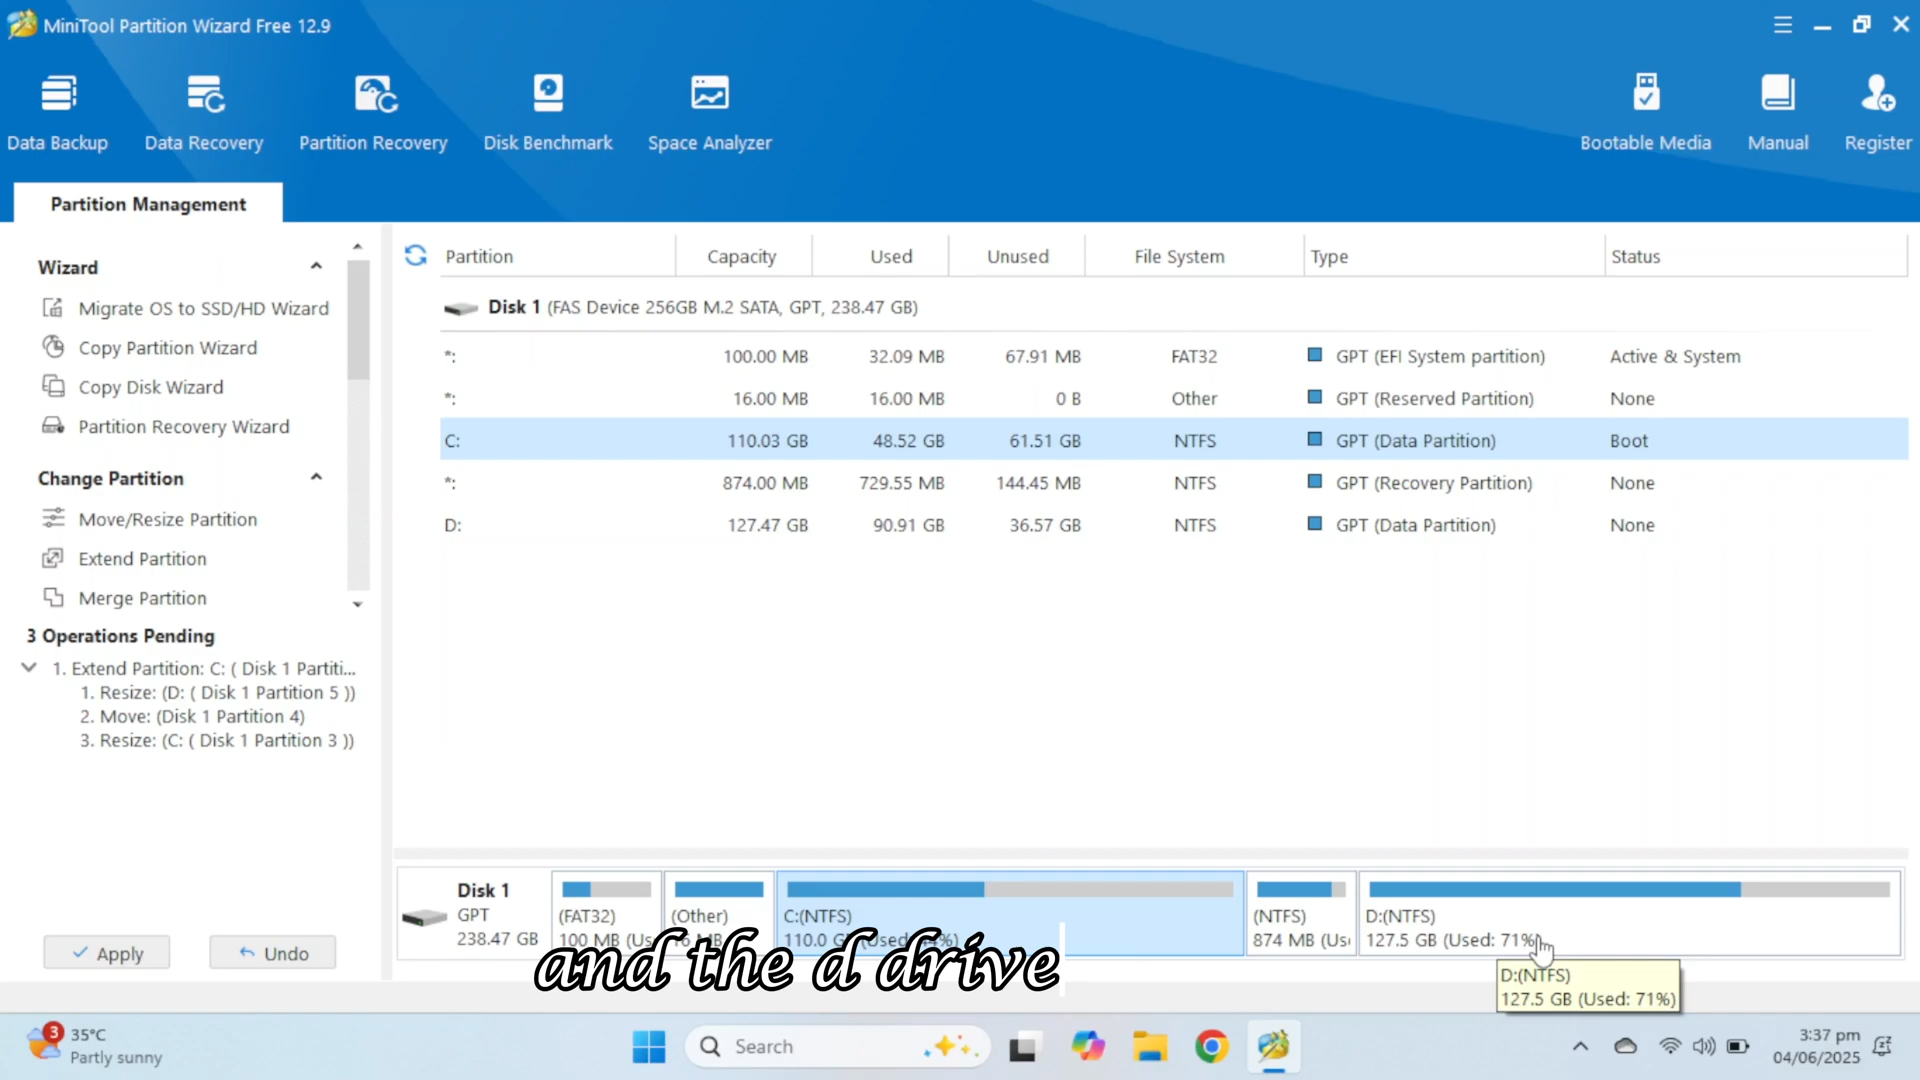 MiniTool Partition Wizard Free 12.9
Data Backup
Data Recovery
Partition Recovery
Disk Benchmark
Space Analyzer
Bootable Media
Manual
Register
Partition Management
Wizard
Migrate OS to SSD/HD Wizard
Copy Partition Wizard
Copy Disk Wizard
Partition Recovery Wizard
Change Partition
Move/Resize Partition
Extend Partition
Merge Partition
3 Operations Pending
1. Extend Partition: C: ( Disk 1 Partiti...
1. Resize: (D: ( Disk 1 Partition 5 ))
2. Move: (Disk 1 Partition 4)
3. Resize: (C: ( Disk 1 Partition 3 ))
Apply
Undo
Partition Capacity Used Unused File System Type Status
Disk 1 (FAS Device 256GB M.2 SATA, GPT, 238.47 GB)
*: 100.00 MB 32.09 MB 67.91 MB FAT32 GPT (EFI System partition) Active & System
*: 16.00 MB 16.00 MB 0 B Other GPT (Reserved Partition) None
C: 110.03 GB 48.52 GB 61.51 GB NTFS GPT (Data Partition) Boot
*: 874.00 MB 729.55 MB 144.45 MB NTFS GPT (Recovery Partition) None
D: 127.47 GB 90.91 GB 36.57 GB NTFS GPT (Data Partition) None
Disk 1
GPT
238.47 GB
(FAT32)
100 MB (Us
(Other)
16 MB
C:(NTFS)
110.0 GB (Used: 44%)
(NTFS)
874 MB (Us
D:(NTFS)
127.5 GB (Used: 71%)
and the d drive
D:(NTFS)
127.5 GB (Used: 71%)
3
35°C
Partly sunny
Search
3:37 pm
04/06/2025